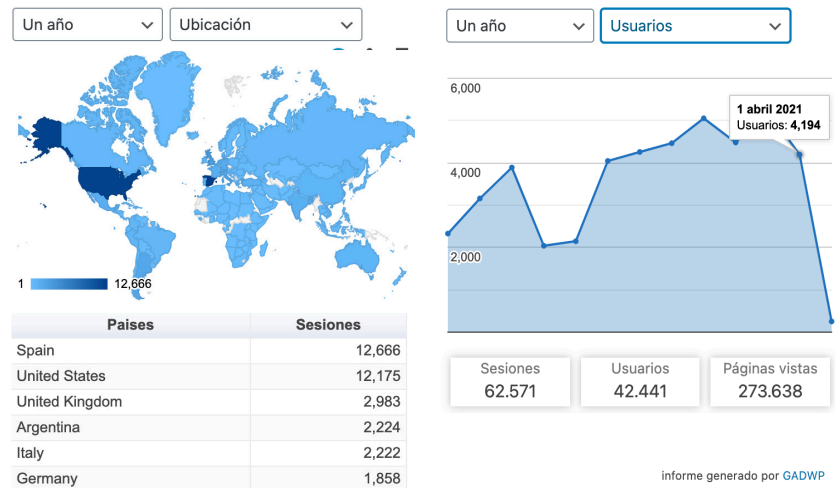 Un año
Ubicación
1
12,666
Paises Sesiones
Spain 12,666
United States 12,175
United Kingdom 2,983
Argentina 2,224
Italy 2,222
Germany 1,858
Un año
Usuarios
6,000
4,000
2,000
1 abril 2021
Usuarios: 4,194
Sesiones
62.571
Usuarios
42.441
Páginas vistas
273.638
informe generado por GADWP